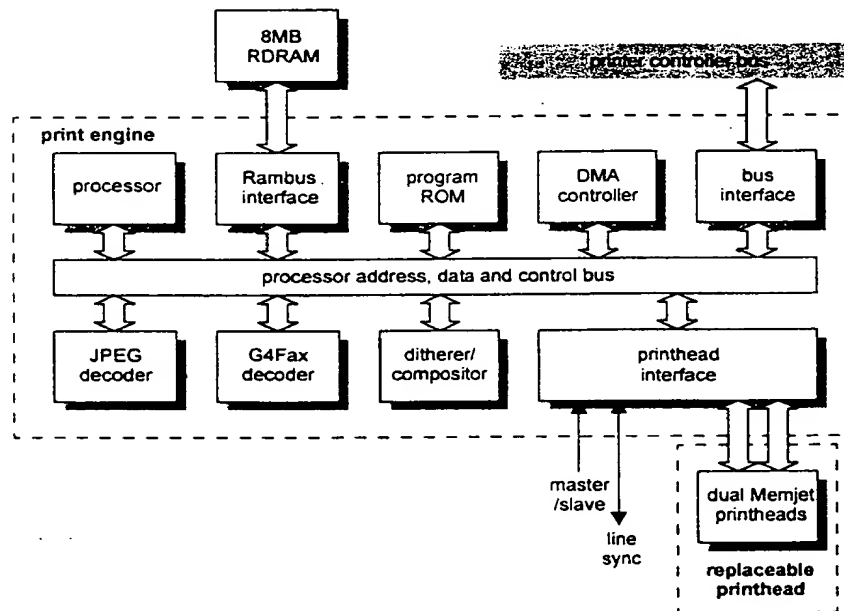 8MB
RDRAM
printer controller bus
print engine
processor
Rambus
interface
program
ROM
DMA
controller
bus
interface
processor address, data and control bus
JPEG
decoder
G4Fax
decoder
ditherer/
compositor
printhead
interface
master
/slave
line
sync
dual Memjet
printheads
replaceable
printhead